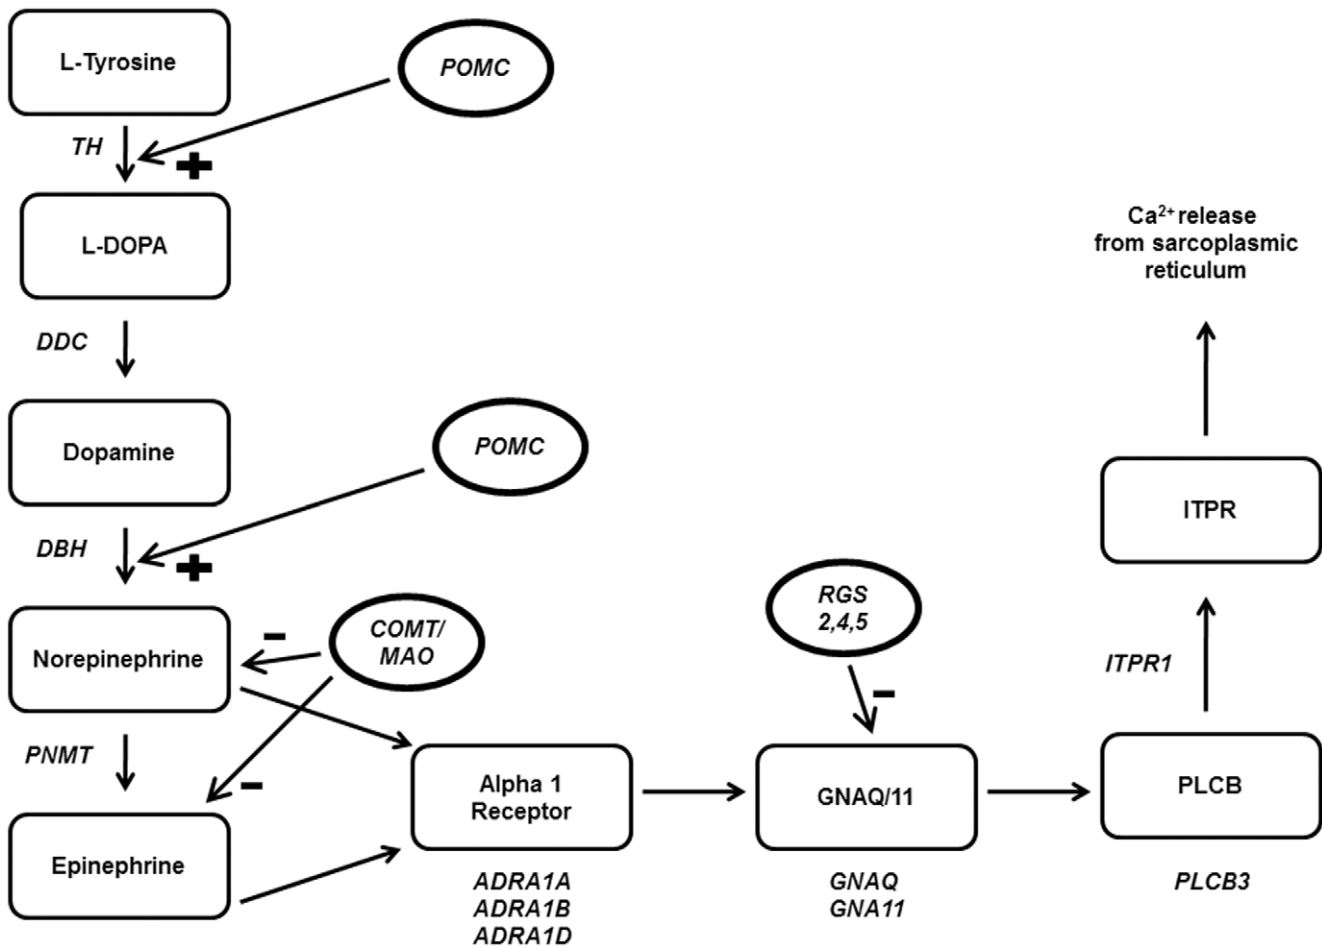 L-Tyrosine
POMC
TH
+
L-DOPA
DDC
Dopamine
POMC
DBH
+
Norepinephrine
COMT/
MAO
-
-
PNMT
Epinephrine
Alpha 1
Receptor
ADRA1A
ADRA1B
ADRA1D
RGS
2,4,5
-
GNAQ/11
GNAQ
GNA11
PLCB
PLCB3
ITPR1
ITPR
Ca²⁺ release
from sarcoplasmic
reticulum